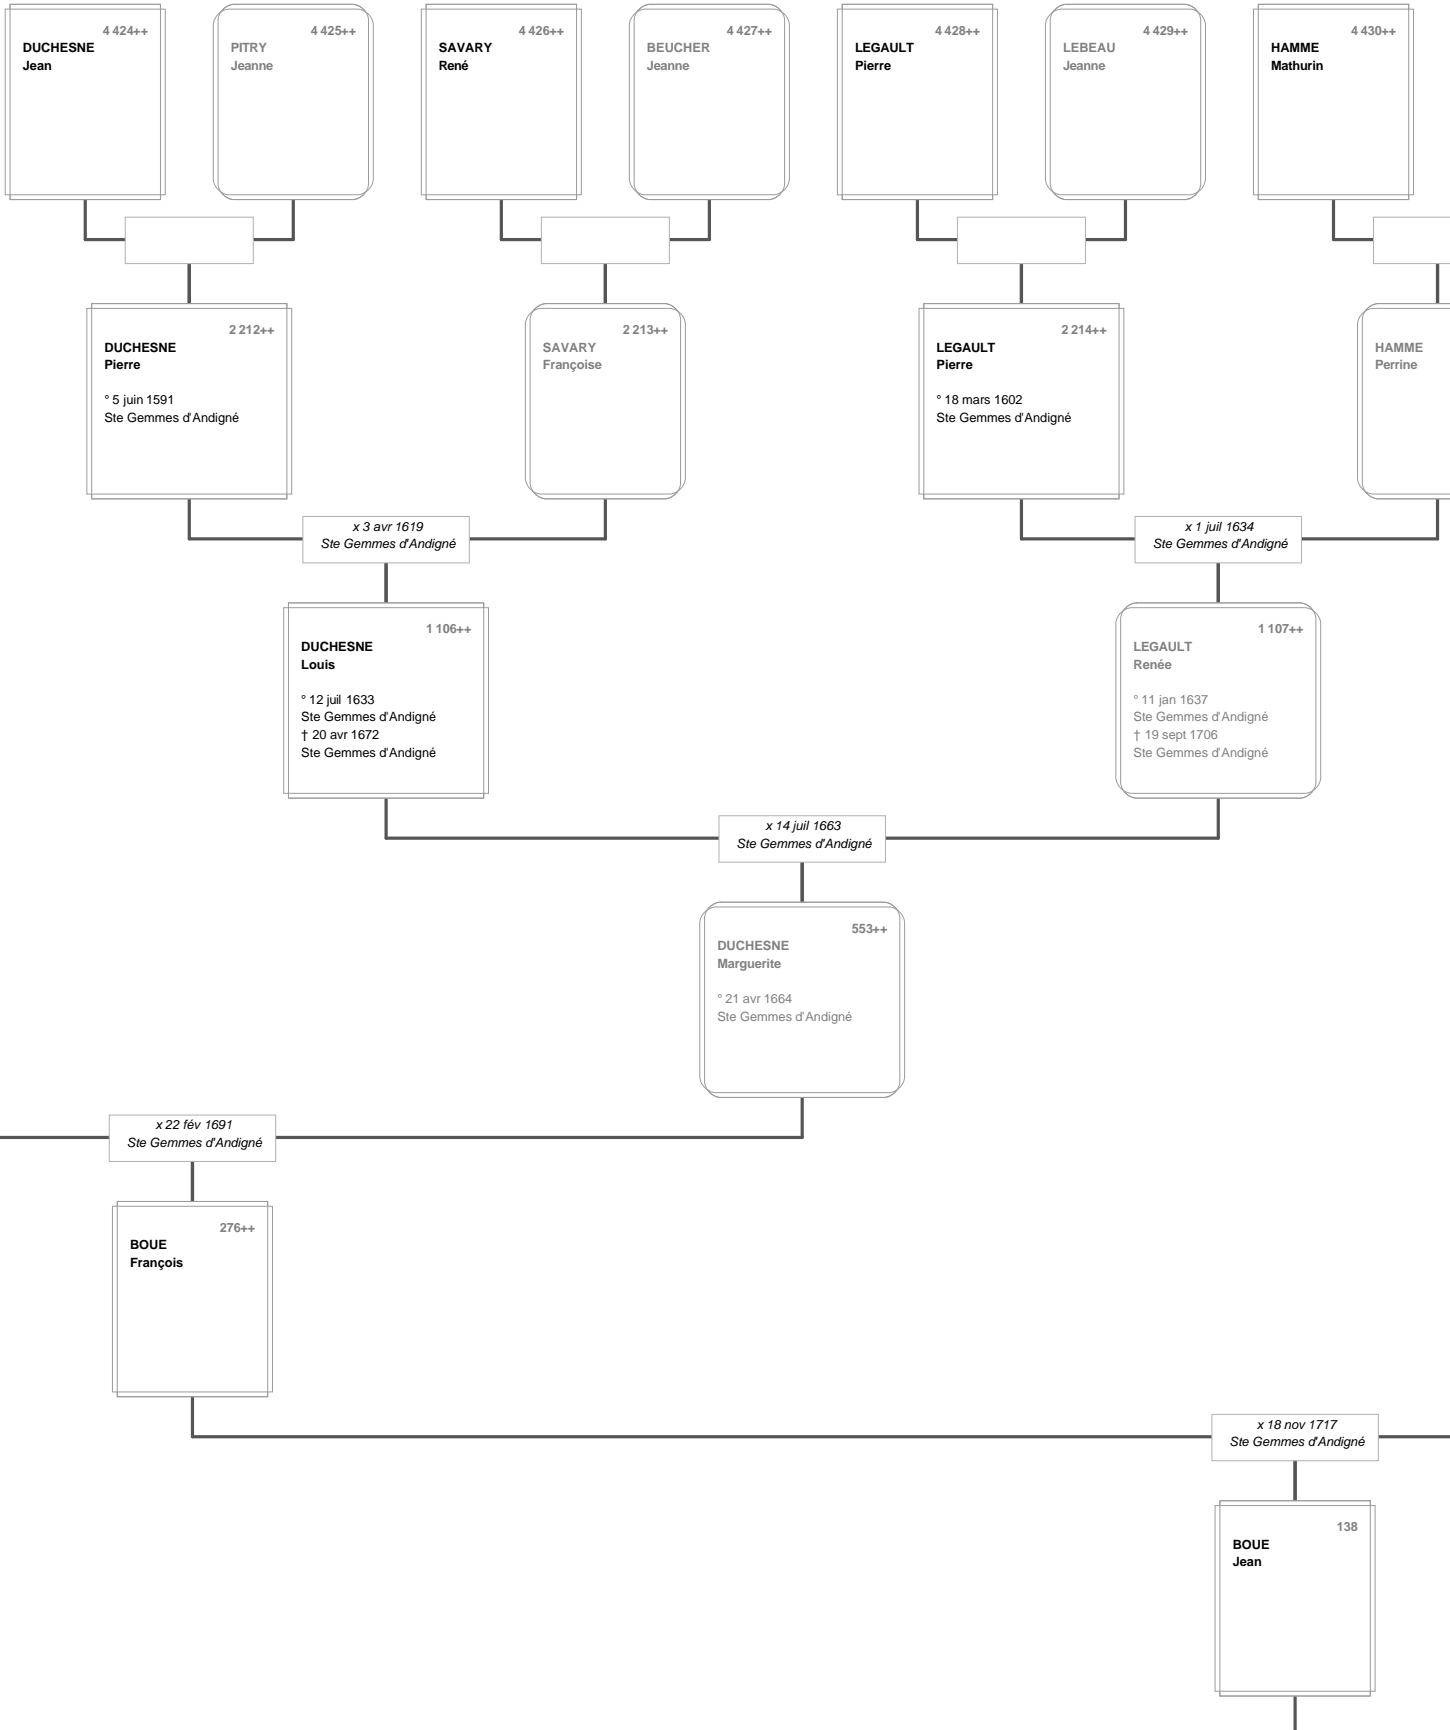 4 424++
DUCHESNE
Jean
4 425++
PITRY
Jeanne
4 426++
SAVARY
René
4 427++
BEUCHER
Jeanne
4 428++
LEGAULT
Pierre
4 429++
LEBEAU
Jeanne
4 430++
HAMME
Mathurin
2 212++
DUCHESNE
Pierre
° 5 juin 1591
Ste Gemmes d'Andigné
2 213++
SAVARY
Françoise
2 214++
LEGAULT
Pierre
° 18 mars 1602
Ste Gemmes d'Andigné
HAMME
Perrine
x 3 avr 1619
Ste Gemmes d'Andigné
x 1 juil 1634
Ste Gemmes d'Andigné
1 106++
DUCHESNE
Louis
° 12 juil 1633
Ste Gemmes d'Andigné
† 20 avr 1672
Ste Gemmes d'Andigné
1 107++
LEGAULT
Renée
° 11 jan 1637
Ste Gemmes d'Andigné
† 19 sept 1706
Ste Gemmes d'Andigné
x 14 juil 1663
Ste Gemmes d'Andigné
553++
DUCHESNE
Marguerite
° 21 avr 1664
Ste Gemmes d'Andigné
x 22 fév 1691
Ste Gemmes d'Andigné
276++
BOUE
François
x 18 nov 1717
Ste Gemmes d'Andigné
138
BOUE
Jean